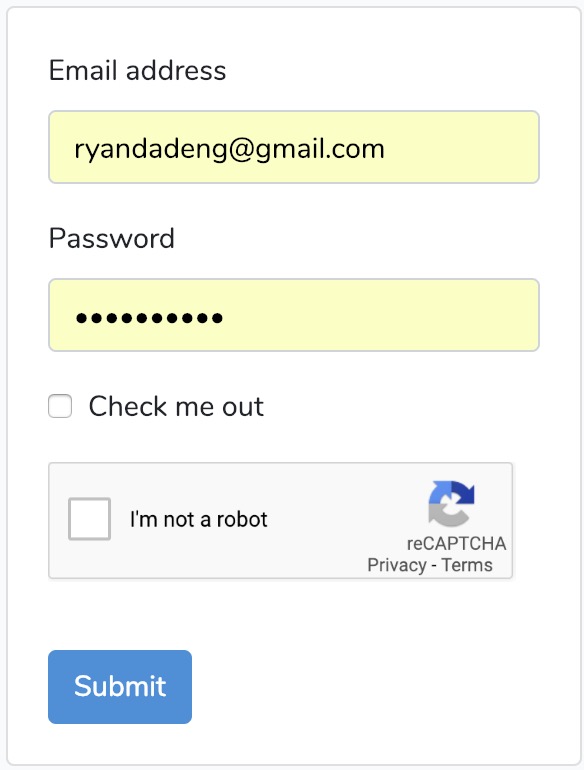 Email address
ryandadeng@gmail.com
Password
••••••••••
Check me out
I'm not a robot
reCAPTCHA
Privacy - Terms
Submit